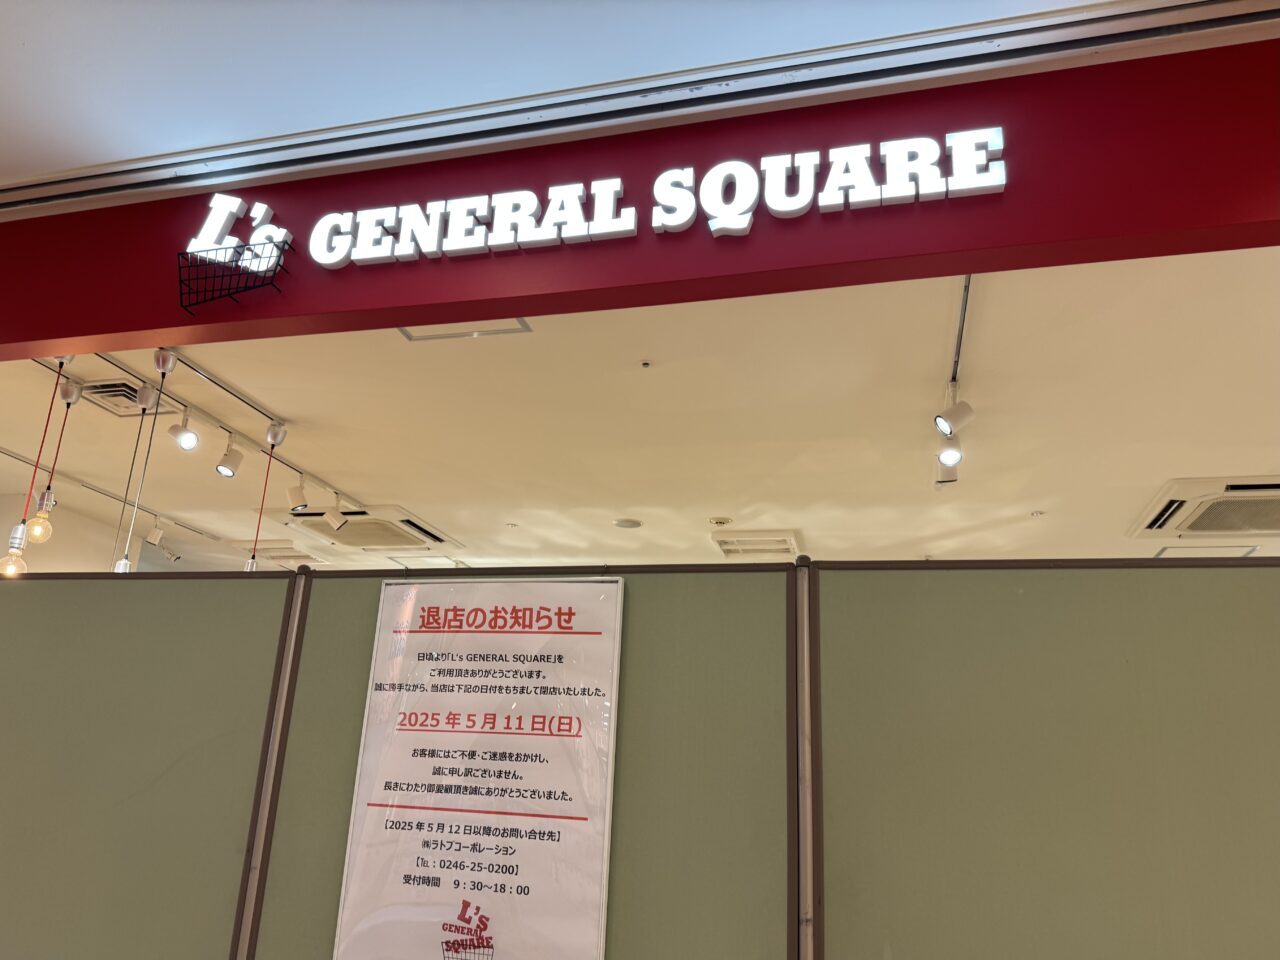 L's GENERAL SQUARE
退店のお知らせ
日頃より「L's GENERAL SQUARE」を
ご利用頂きありがとうございます。
誠に勝手ながら、当店は下記の日付をもちまして閉店いたしました。
2025年5月11日(日)
お客様にはご不便・ご迷惑をおかけし、
誠に申し訳ございません。
長きにわたり御愛顧頂き誠にありがとうございました。
【2025年5月12日以降のお問い合せ先】
㈱ラトブコーポレーション
【℡：0246-25-0200】
受付時間　9：30～18：00
L's
GENERAL
SQUARE